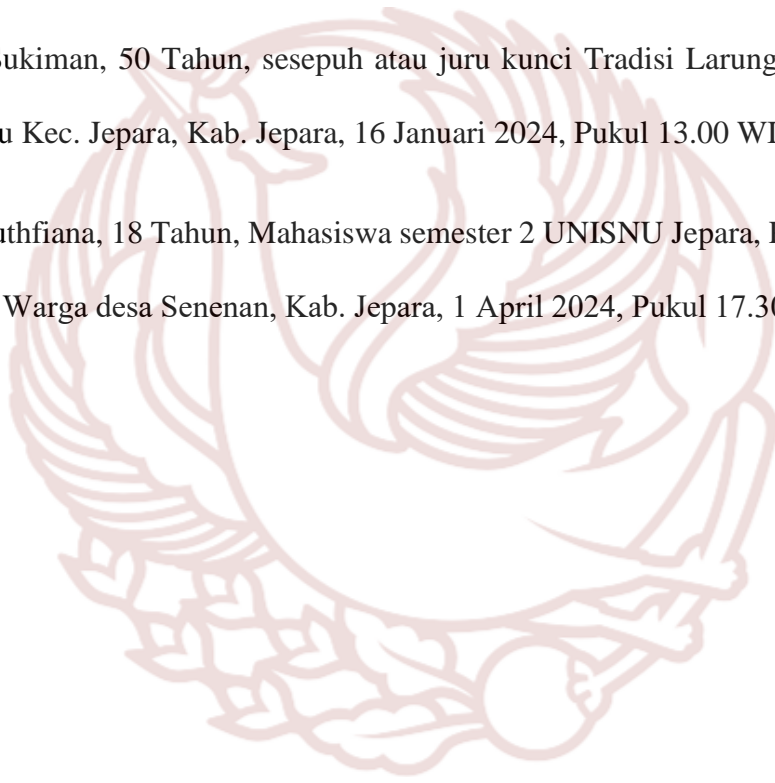 ukiman, 50 Tahun, sesepuh atau juru kunci Tradisi Larung
u Kec. Jepara, Kab. Jepara, 16 Januari 2024, Pukul 13.00 WI
uthfiana, 18 Tahun, Mahasiswa semester 2 UNISNU Jepara,
Warga desa Senenan, Kab. Jepara, 1 April 2024, Pukul 17.30